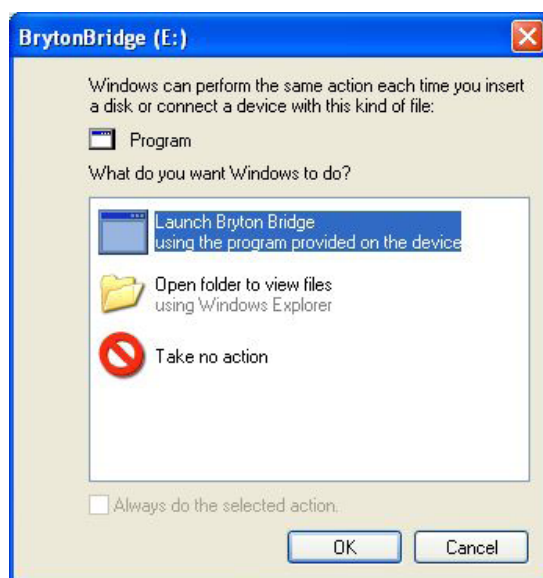 BrytonBridge (E:)
Windows can perform the same action each time you insert
a disk or connect a device with this kind of file:
Program
What do you want Windows to do?
Launch Bryton Bridge
using the program provided on the device
Open folder to view files
using Windows Explorer
Take no action
Always do the selected action.
OK
Cancel